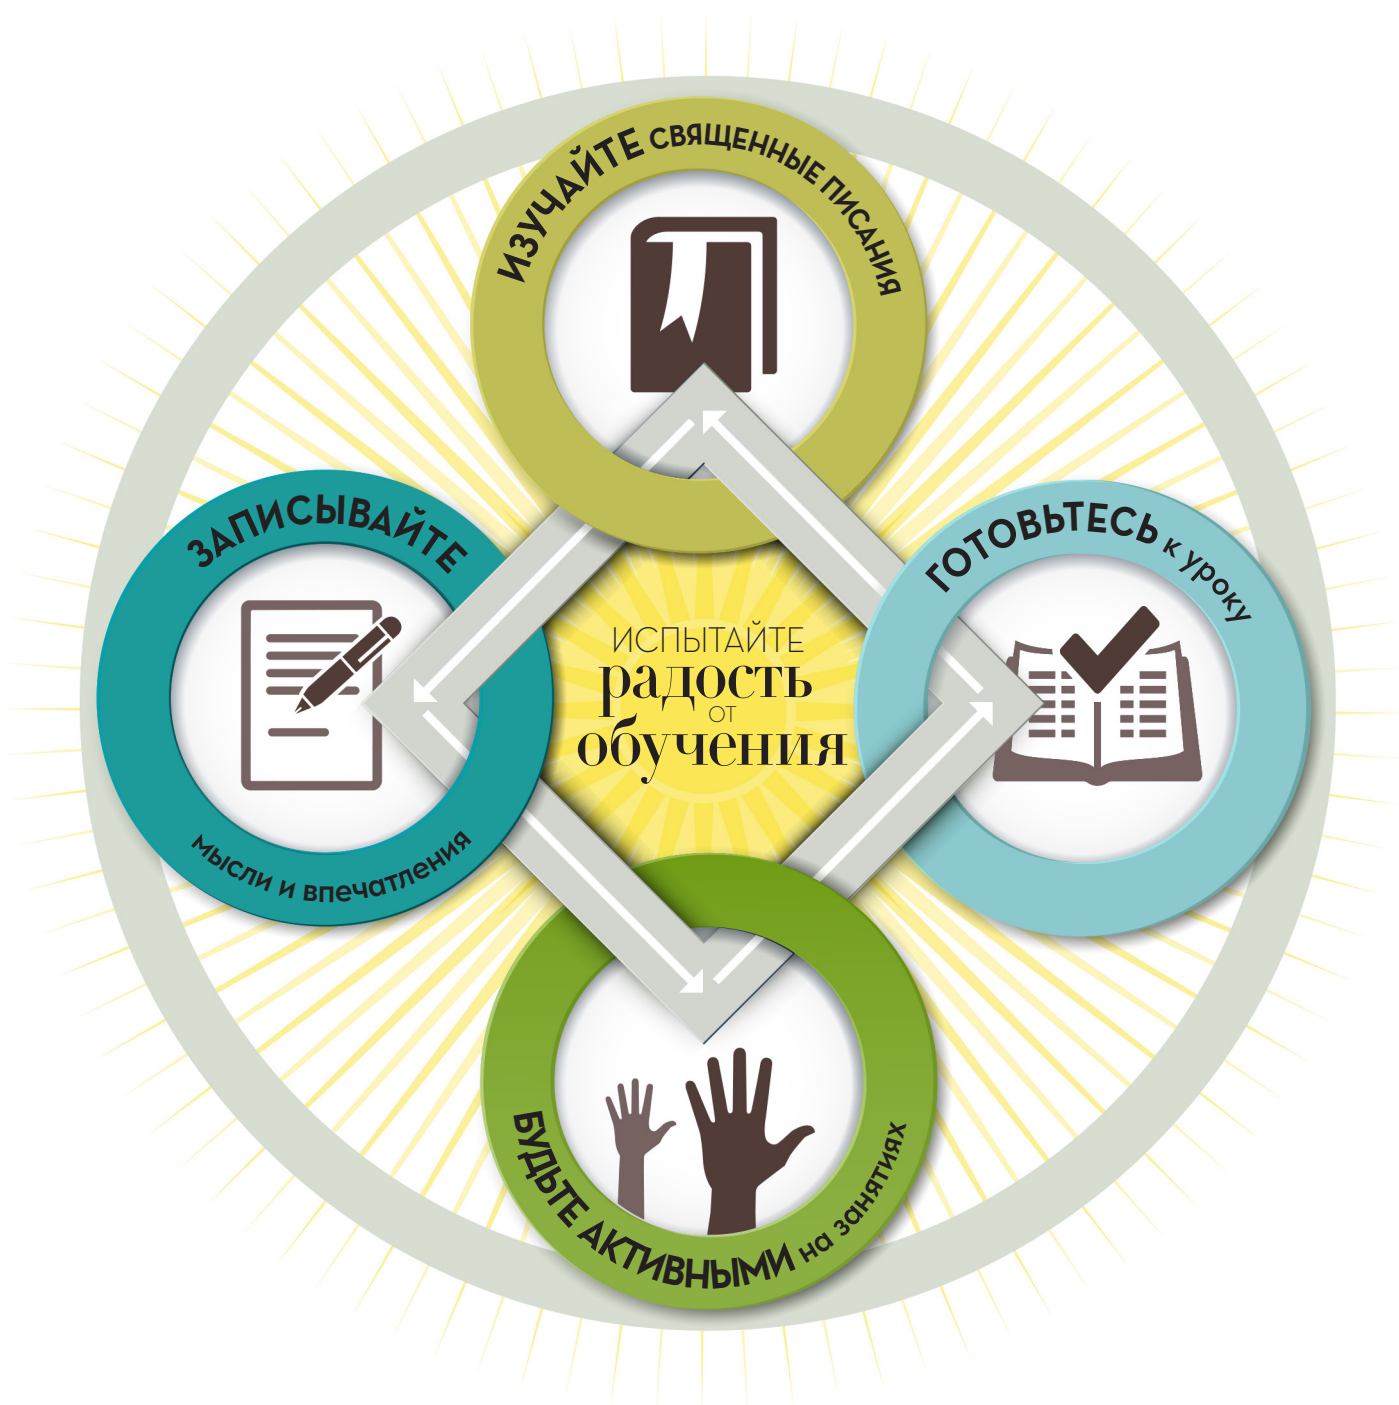 ИЗУЧАЙТЕ СВЯЩЕННЫЕ ПИСАНИЯ
ЗАПИСЫВАЙТЕ
мысли и впечатления
ГОТОВЬТЕСЬ к уроку
ИСПЫТАЙТЕ
радость
ОТ
обучения
БУДЬТЕ АКТИВНЫМИ на занятиях